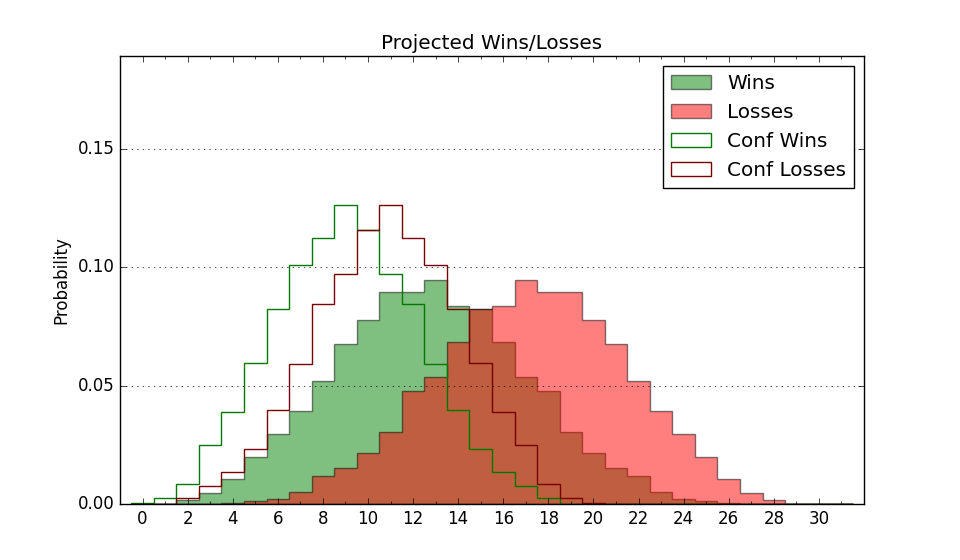 Projected Wins/Losses
Wins
Losses
Conf Wins
Conf Losses
Probability
0.15
0.10
0.05
0.00
0 2 4 6 8 10 12 14 16 18 20 22 24 26 28 30